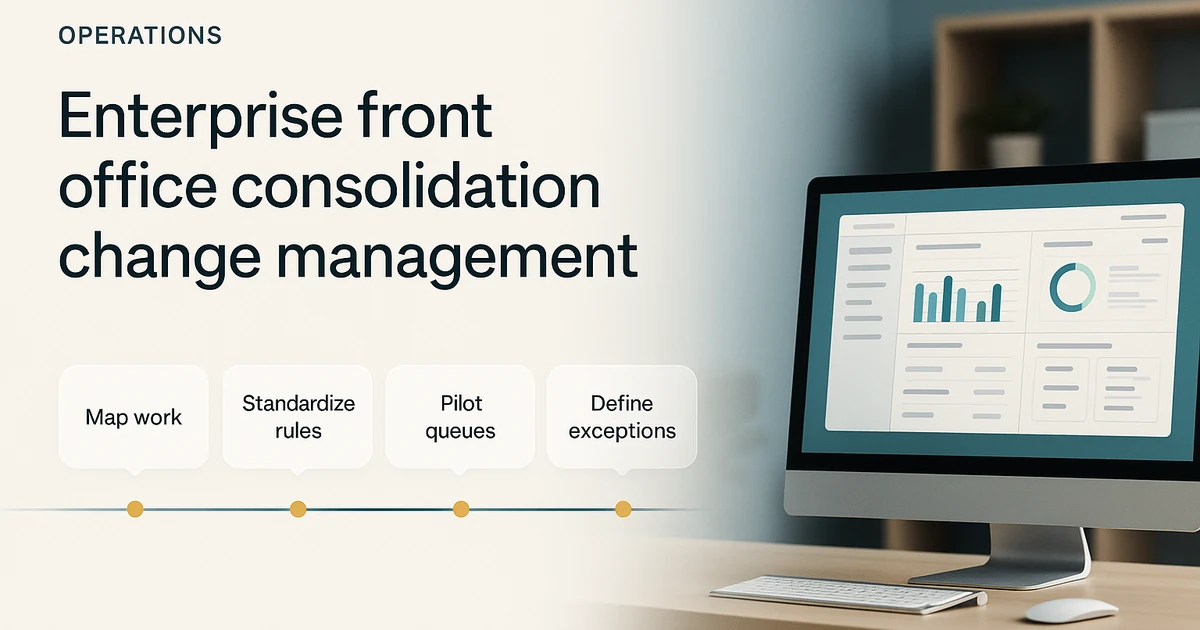 OPERATIONS
Enterprise front
office consolidation
change management
Map work
Standardize
rules
Pilot
queues
Define
exceptions